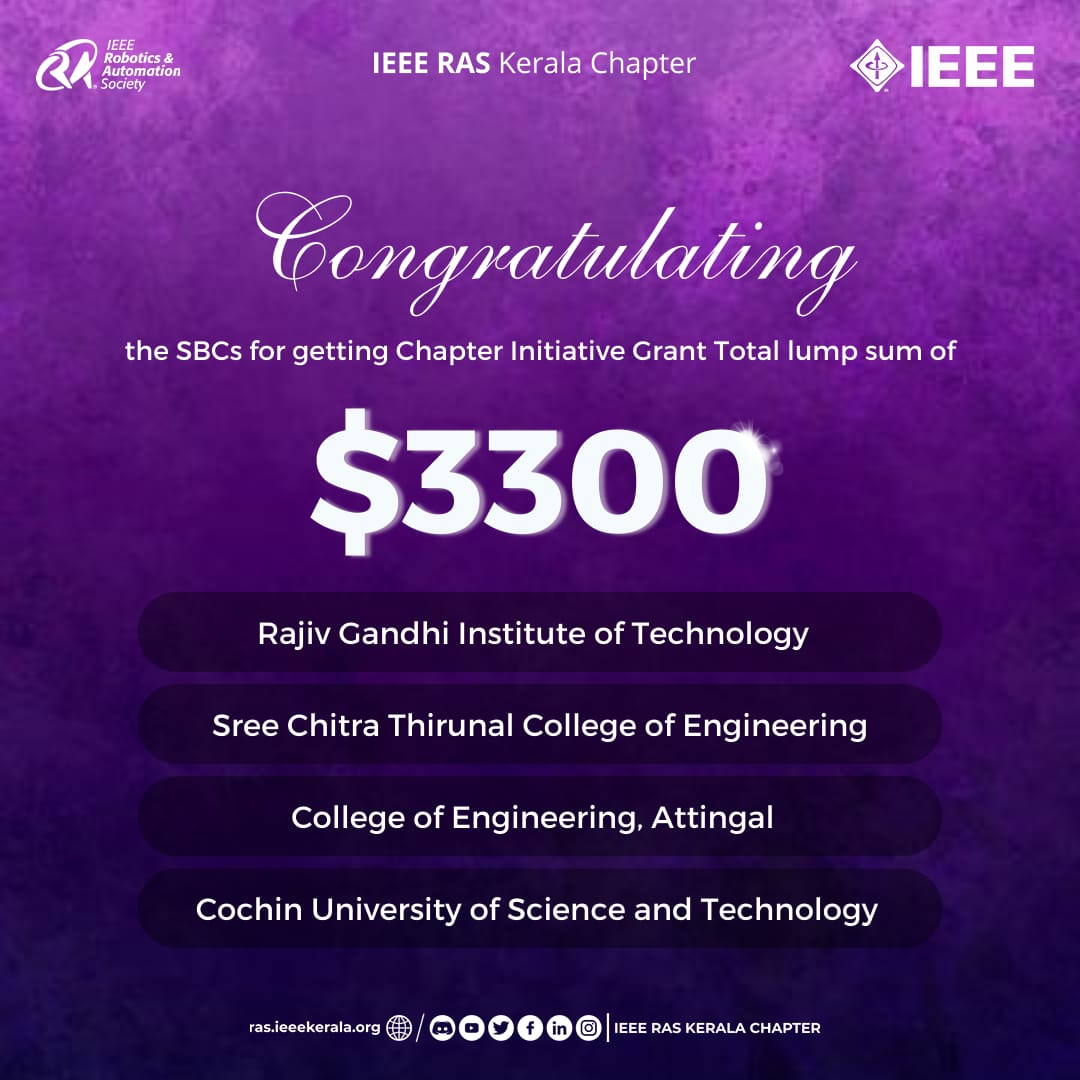 IEEE
Robotics &
Automation
Society
IEEE RAS Kerala Chapter
IEEE
Congratulating
the SBCs for getting Chapter Initiative Grant Total lump sum of
$3300
Rajiv Gandhi Institute of Technology
Sree Chitra Thirunal College of Engineering
College of Engineering, Attingal
Cochin University of Science and Technology
ras.ieeekerala.org / | IEEE RAS KERALA CHAPTER